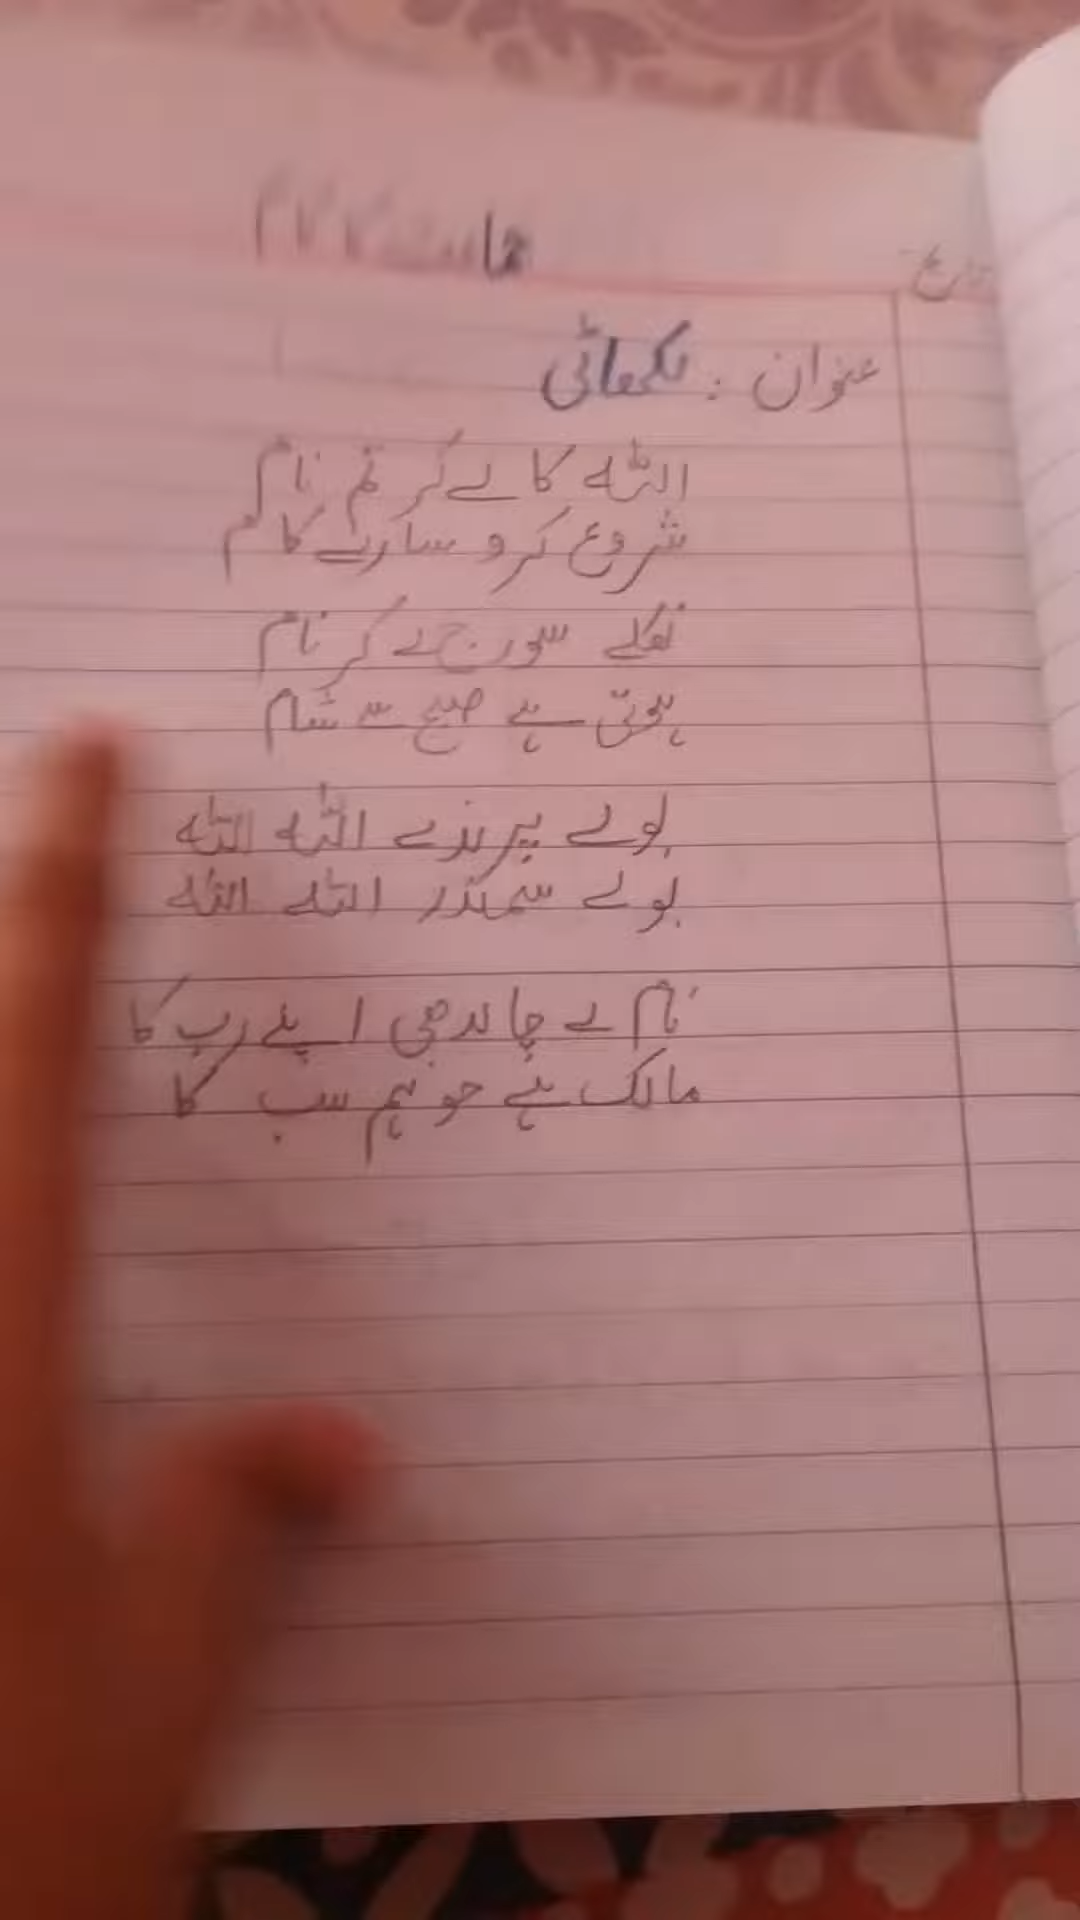 عنوان : لکھائی
اللہ کا لے کر تم نام
شروع کرو سارے کام
نکلے سورج لے کر نام
ہوتی ہے صبح سے شام
بولے پرندے اللہ اللہ
بولے سمندر اللہ اللہ
نام لے چاند بھی اپنے رب کا
مالک ہے جو ہم سب کا